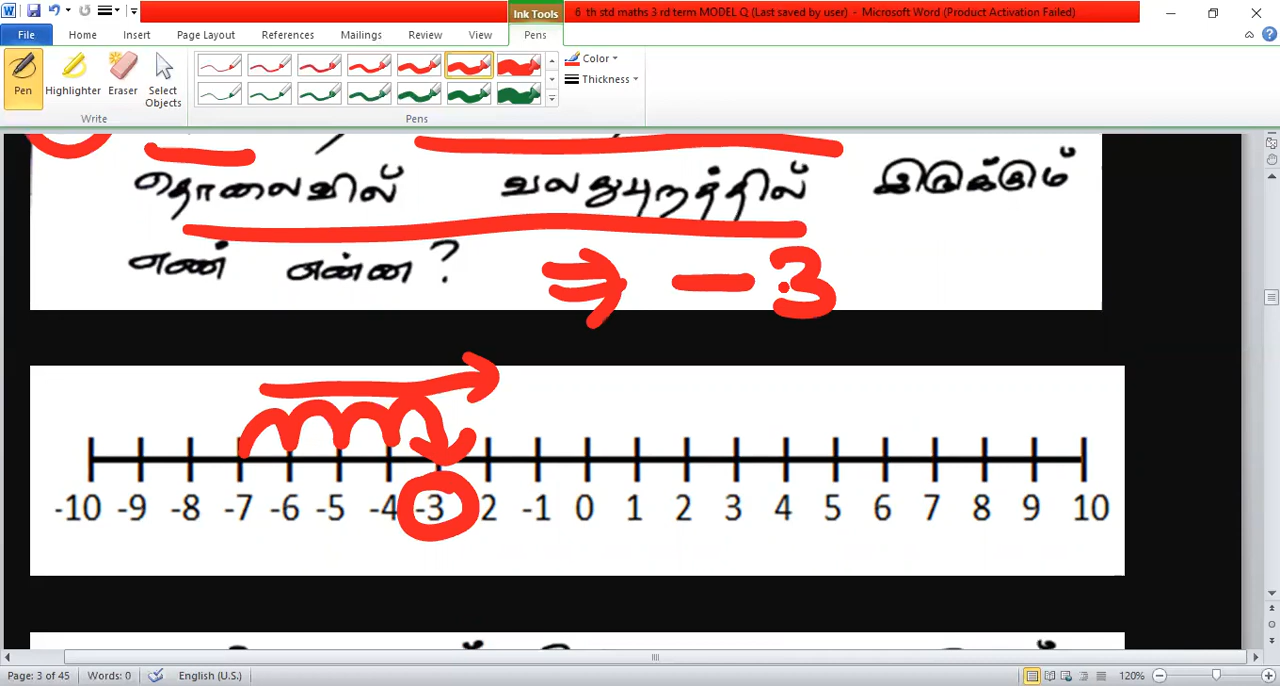 6 th std maths 3 rd term MODEL Q (Last saved by user) - Microsoft Word (Product Activation Failed)
Ink Tools
File Home Insert Page Layout References Mailings Review View Pens
Pen Highlighter Eraser Select Objects
Color
Thickness
Write Pens
தொலைவில் வலதுபுறத்தில் இருக்கும்
எண் என்ன? ⇒ - 3
-10 -9 -8 -7 -6 -5 -4 -3 2 -1 0 1 2 3 4 5 6 7 8 9 10
Page: 3 of 45 Words: 0 English (U.S.) 120%